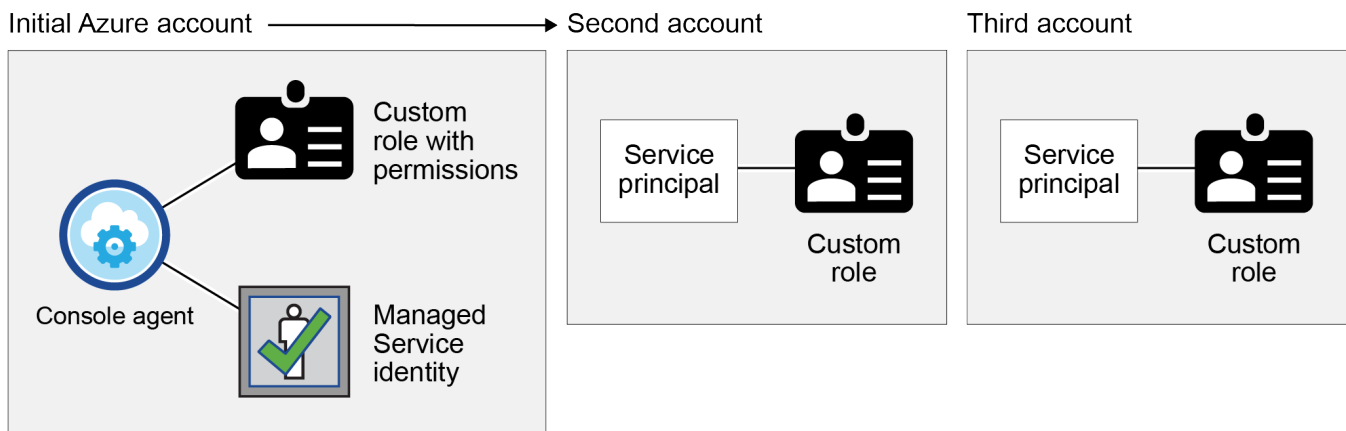 Initial Azure account
Second account
Third account
Custom
role with
permissions
Console agent
Managed
Service
identity
Service
principal
Custom
role
Service
principal
Custom
role